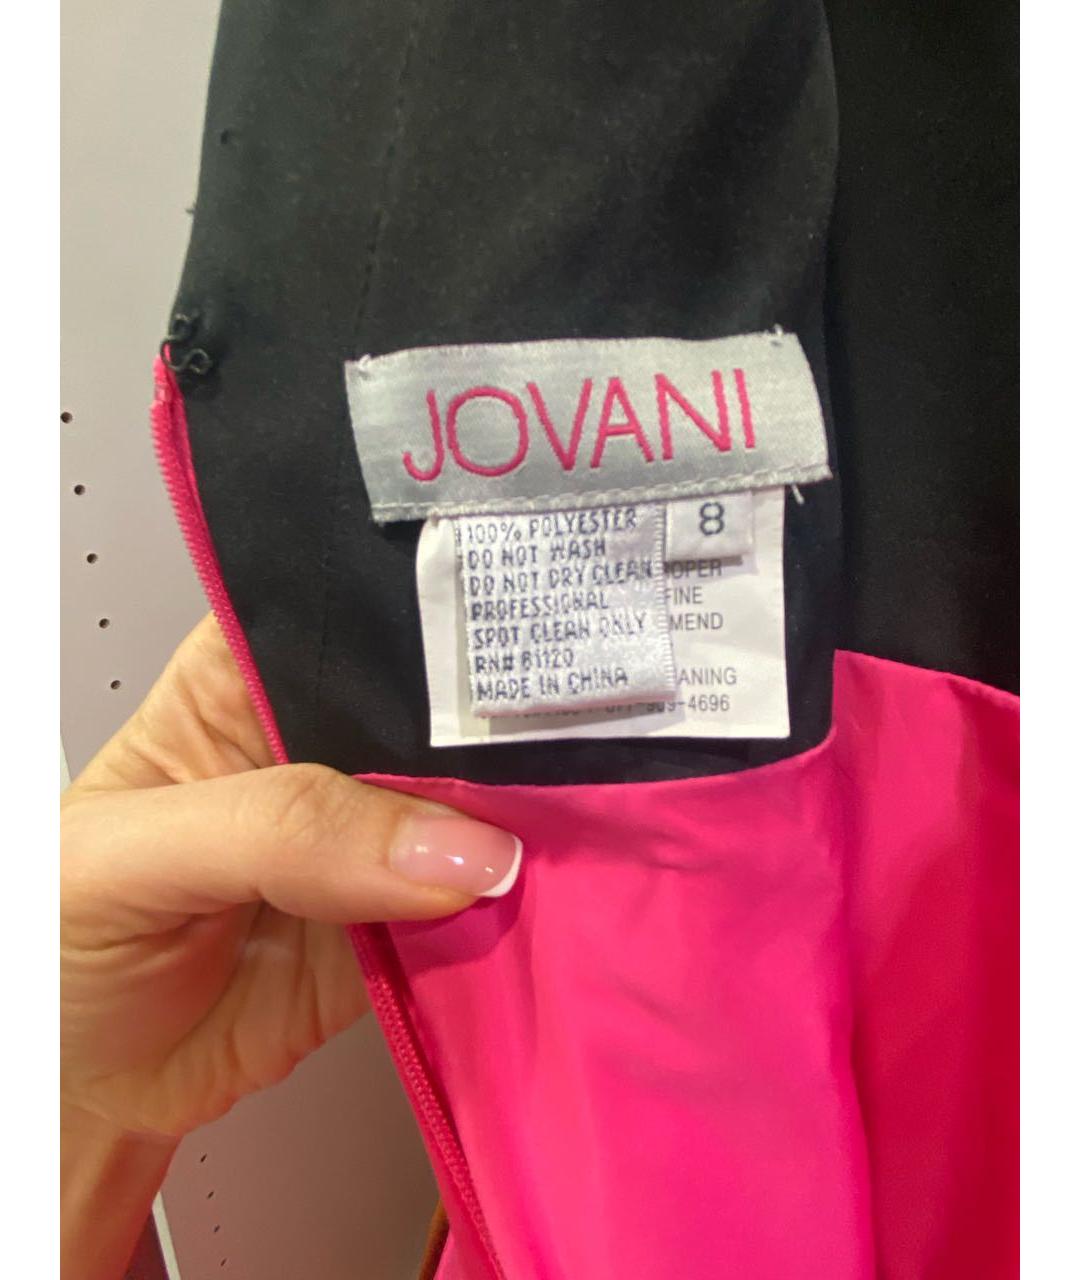 JOVANI
8
100% POLYESTER
DO NOT WASH
DO NOT DRY CLEAN
PROFESSIONAL
SPOT CLEAN ONLY
RN# 61120
MADE IN CHINA
OPER
FINE
MEND
ANING
-4696